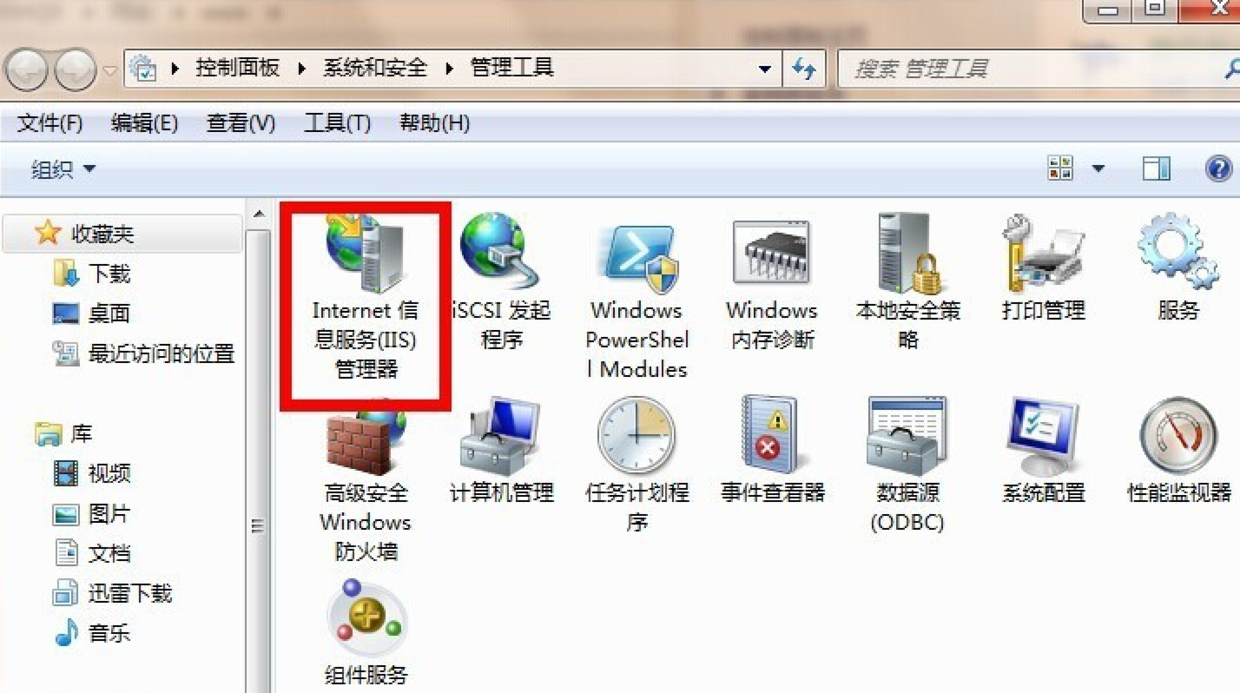 控制面板 系统和安全 管理工具
搜索 管理工具
文件(F) 编辑(E) 查看(V) 工具(T) 帮助(H)
组织
收藏夹
下载
桌面
最近访问的位置
库
视频
图片
文档
迅雷下载
音乐
Internet 信
息服务(IIS)
管理器
iSCSI 发起
程序
Windows
PowerShel
l Modules
Windows
内存诊断
本地安全策
略
打印管理
服务
高级安全
Windows
防火墙
计算机管理
任务计划程
序
事件查看器
数据源
(ODBC)
系统配置
性能监视器
组件服务